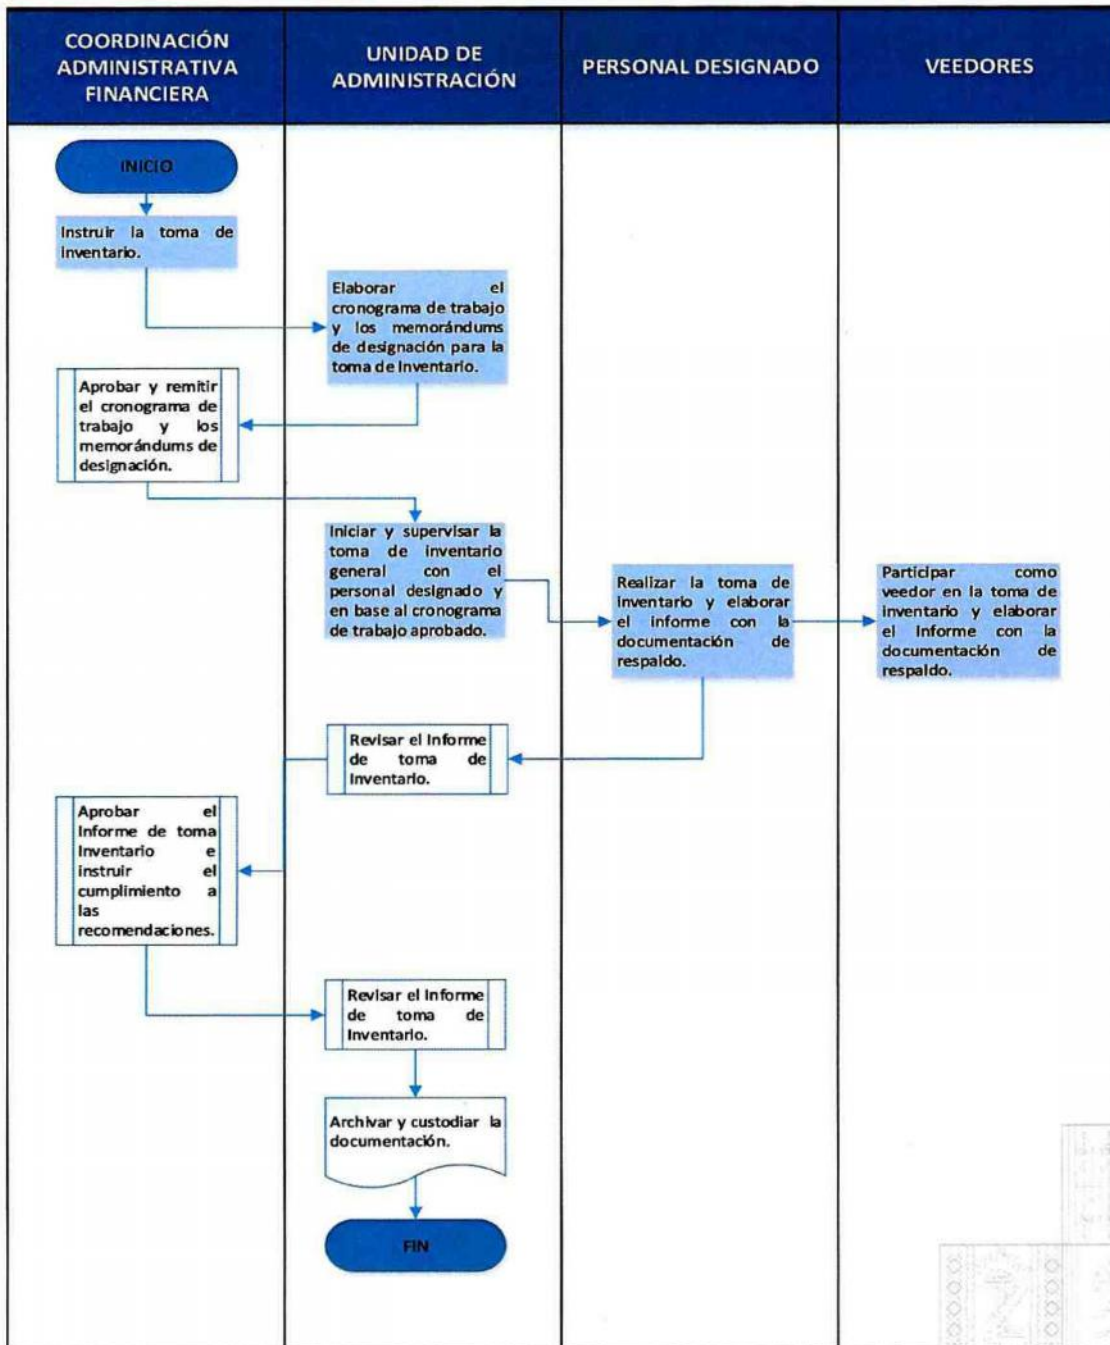 COORDINACIÓN
ADMINISTRATIVA
FINANCIERA
UNIDAD DE
ADMINISTRACIÓN
PERSONAL DESIGNADO
VEEDORES
INICIO
Instruir la toma de
Inventario.
Elaborar el
cronograma de trabajo
y los memorándums
de designación para la
toma de Inventario.
Aprobar y remitir
el cronograma de
trabajo y los
memorándums de
designación.
Iniciar y supervisar la
toma de inventario
general con el
personal designado y
en base al cronograma
de trabajo aprobado.
Realizar la toma de
inventario y elaborar
el informe con la
documentación de
respaldo.
Participar como
veedor en la toma de
inventario y elaborar
el Informe con la
documentación de
respaldo.
Revisar el Informe
de toma de
Inventario.
Aprobar el
Informe de toma
Inventario e
instruir el
cumplimiento a
las
recomendaciones.
Revisar el Informe
de toma de
Inventario.
Archivar y custodiar la
documentación.
FIN